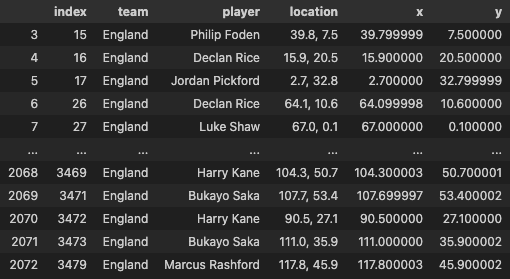 index team player location x y
3 15 England Philip Foden 39.8, 7.5 39.799999 7.500000
4 16 England Declan Rice 15.9, 20.5 15.900000 20.500000
5 17 England Jordan Pickford 2.7, 32.8 2.700000 32.799999
6 26 England Declan Rice 64.1, 10.6 64.099998 10.600000
7 27 England Luke Shaw 67.0, 0.1 67.000000 0.100000
... ... ... ... ... ... ...
2068 3469 England Harry Kane 104.3, 50.7 104.300003 50.700001
2069 3471 England Bukayo Saka 107.7, 53.4 107.699997 53.400002
2070 3472 England Harry Kane 90.5, 27.1 90.500000 27.100000
2071 3473 England Bukayo Saka 111.0, 35.9 111.000000 35.900002
2072 3479 England Marcus Rashford 117.8, 45.9 117.800003 45.900002